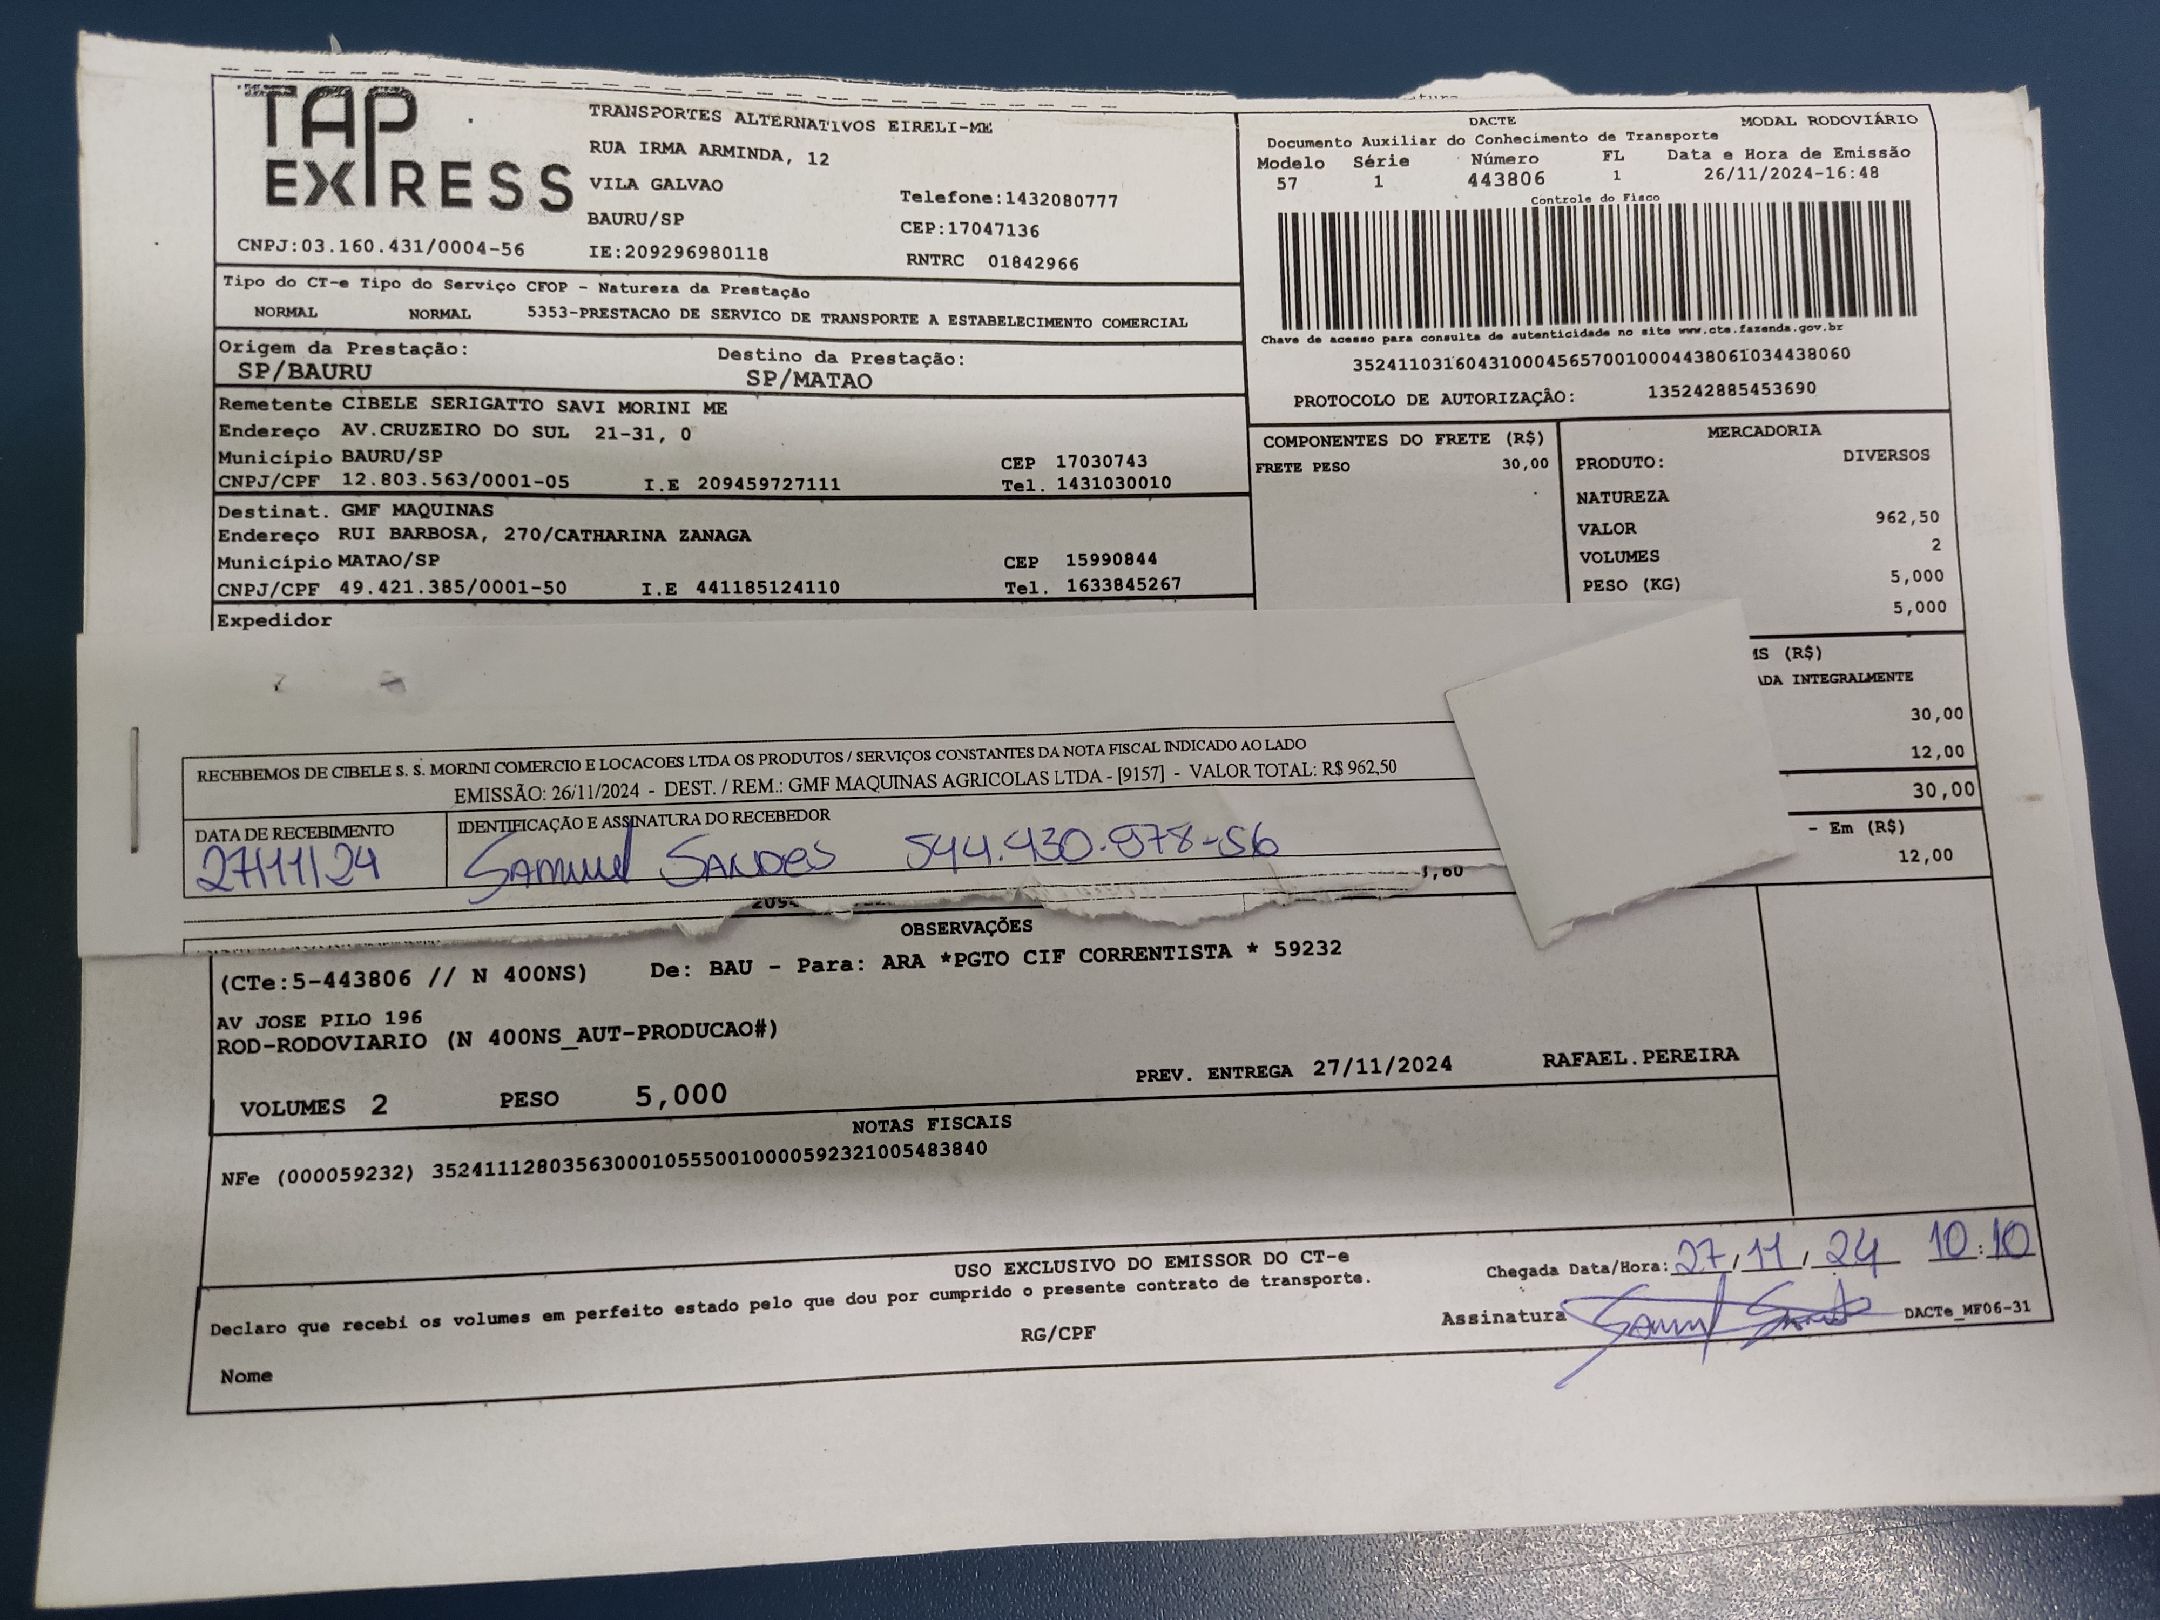 TAP
EXPRESS
CNPJ:03.160.431/0004-56
TRANSPORTES ALTERNATIVOS EIRELI-ME
RUA IRMA ARMINDA, 12
VILA GALVAO
BAURU/SP
IE:209296980118
Telefone:1432080777
CEP:17047136
RNTRC 01842966
DACTE MODAL RODOVIÁRIO
Documento Auxiliar do Conhecimento de Transporte
Modelo Série Número FL Data e Hora de Emissão
57 1 443806 1 26/11/2024-16:48
Controle do Fisco
Chave de acesso para consulta de autenticidade no site www.cte.fazenda.gov.br
35241103160431000456570010004438061034438060
PROTOCOLO DE AUTORIZAÇÃO: 135242885453690
Tipo do CT-e Tipo do Serviço CFOP - Natureza da Prestação
NORMAL NORMAL 5353-PRESTACAO DE SERVICO DE TRANSPORTE A ESTABELECIMENTO COMERCIAL
Origem da Prestação: Destino da Prestação:
SP/BAURU SP/MATAO
Remetente CIBELE SERIGATTO SAVI MORINI ME
Endereço AV.CRUZEIRO DO SUL 21-31, 0
Município BAURU/SP CEP 17030743
CNPJ/CPF 12.803.563/0001-05 I.E 209459727111 Tel. 1431030010
Destinat. GMF MAQUINAS
Endereço RUI BARBOSA, 270/CATHARINA ZANAGA
Município MATAO/SP CEP 15990844
CNPJ/CPF 49.421.385/0001-50 I.E 441185124110 Tel. 1633845267
Expedidor
COMPONENTES DO FRETE (R$)
FRETE PESO 30,00
MERCADORIA
PRODUTO: DIVERSOS
NATUREZA
VALOR 962,50
VOLUMES 2
PESO (KG) 5,000
5,000
(R$)
INTEGRALMENTE
30,00
12,00
30,00
- Em (R$)
12,00
RECEBEMOS DE CIBELE S. S. MORINI COMERCIO E LOCACOES LTDA OS PRODUTOS / SERVIÇOS CONSTANTES DA NOTA FISCAL INDICADO AO LADO
EMISSÃO: 26/11/2024 - DEST. / REM.: GMF MAQUINAS AGRICOLAS LTDA - [9157] - VALOR TOTAL: R$ 962,50
DATA DE RECEBIMENTO IDENTIFICAÇÃO E ASSINATURA DO RECEBEDOR
27/11/24 Samuel Sandes 544.430.878-56
OBSERVAÇÕES
(CTe:5-443806 // N 400NS) De: BAU - Para: ARA *PGTO CIF CORRENTISTA * 59232
AV JOSE PILO 196
ROD-RODOVIARIO (N 400NS_AUT-PRODUCAO#)
PREV. ENTREGA 27/11/2024 RAFAEL.PEREIRA
VOLUMES 2 PESO 5,000
NOTAS FISCAIS
NFe (000059232) 35241112803563000105550010000592321005483840
USO EXCLUSIVO DO EMISSOR DO CT-e
Declaro que recebi os volumes em perfeito estado pelo que dou por cumprido o presente contrato de transporte.
Chegada Data/Hora: 27/11/24 10:10
Nome RG/CPF Assinatura DACTe_MF06-31